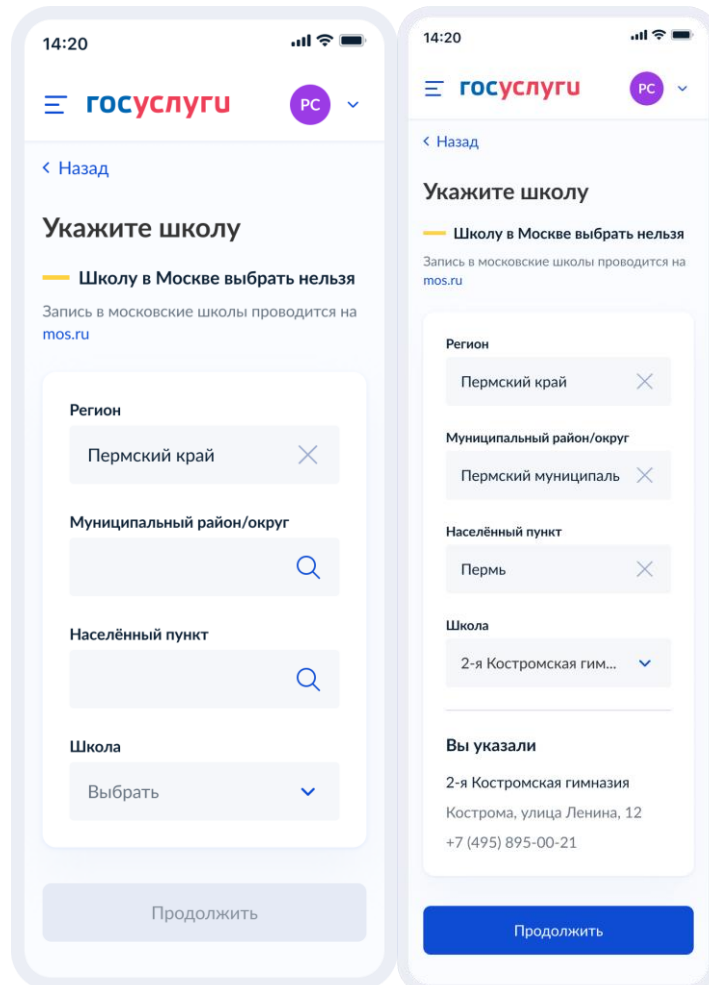 14:20
госуслуги
РС
Назад
Укажите школу
Школу в Москве выбрать нельзя
Запись в московские школы проводится на
mos.ru
Регион
Пермский край
Муниципальный район/округ
Населённый пункт
Школа
Выбрать
Продолжить
14:20
госуслуги
РС
Назад
Укажите школу
Школу в Москве выбрать нельзя
Запись в московские школы проводится на
mos.ru
Регион
Пермский край
Муниципальный район/округ
Пермский муниципаль
Населённый пункт
Пермь
Школа
2-я Костромская гим...
Вы указали
2-я Костромская гимназия
Кострома, улица Ленина, 12
+7 (495) 895-00-21
Продолжить